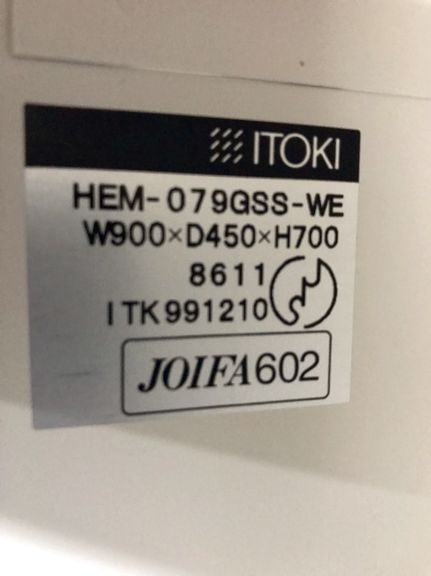 ITOKI
HEM-079GSS-WE
W900×D450×H700
8611
ITK991210
JOIFA602